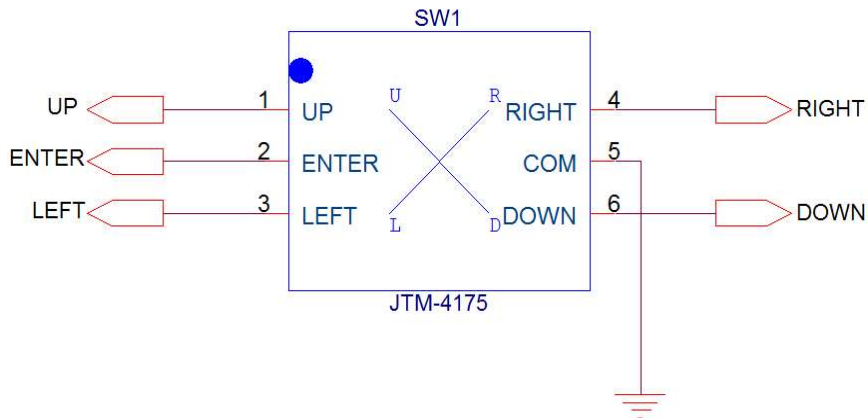 SW1
UP 1 UP U R RIGHT 4 RIGHT
ENTER 2 ENTER COM 5
LEFT 3 LEFT L D DOWN 6 DOWN
JTM-4175